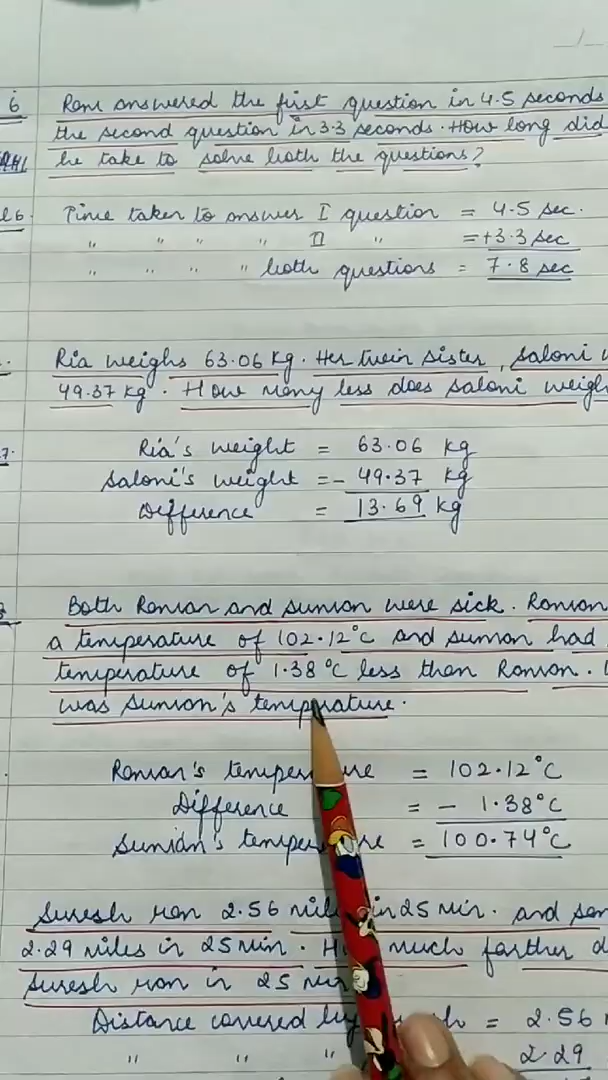 6 Ram answered the first question in 4.5 seconds
the second question in 3.3 seconds. How long did
he take to solve both the questions?
Time taken to answer I question = 4.5 sec.
" " " " II " =+3.3 sec
" " " " both questions = 7.8 sec
Ria weighs 63.06 kg. Her twin sister, Saloni
49.37 kg. How many less does Saloni weigh
7. Ria's weight = 63.06 kg
Saloni's weight =- 49.37 kg
Difference = 13.69 kg
Both Roman and Suman were sick. Roman
a temperature of 102.12°C and Suman had
temperature of 1.38°C less than Roman.
was Suman's temperature.
Roman's = 102.12°C
Difference = - 1.38°C
Suman's = 100.74°C
Suresh ran 2.56 in 25 Min. and
2.29 miles in 25 Min. much farther
Suresh ran in 25
Distance covered = 2.56
" " " 2.29